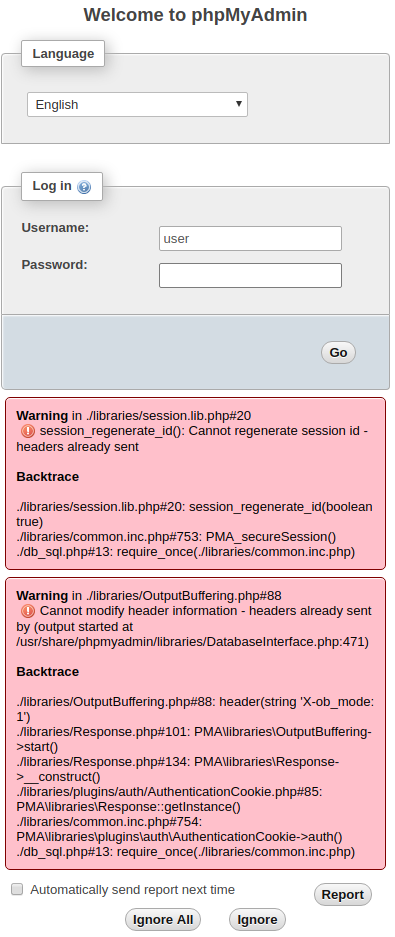 Welcome to phpMyAdmin
Language
English
Log in
Username:
user
Password:
Go
Warning in ./libraries/session.lib.php#20
session_regenerate_id(): Cannot regenerate session id -
headers already sent
Backtrace
./libraries/session.lib.php#20: session_regenerate_id(boolean
true)
./libraries/common.inc.php#753: PMA_secureSession()
./db_sql.php#13: require_once(./libraries/common.inc.php)
Warning in ./libraries/OutputBuffering.php#88
Cannot modify header information - headers already sent
by (output started at
/usr/share/phpmyadmin/libraries/DatabaseInterface.php:471)
Backtrace
./libraries/OutputBuffering.php#88: header(string 'X-ob_mode:
1')
./libraries/Response.php#101: PMA\libraries\OutputBuffering-
>start()
./libraries/Response.php#134: PMA\libraries\Response-
>__construct()
./libraries/plugins/auth/AuthenticationCookie.php#85:
PMA\libraries\Response::getInstance()
./libraries/common.inc.php#754:
PMA\libraries\plugins\auth\AuthenticationCookie->auth()
./db_sql.php#13: require_once(./libraries/common.inc.php)
Automatically send report next time
Report
Ignore All
Ignore